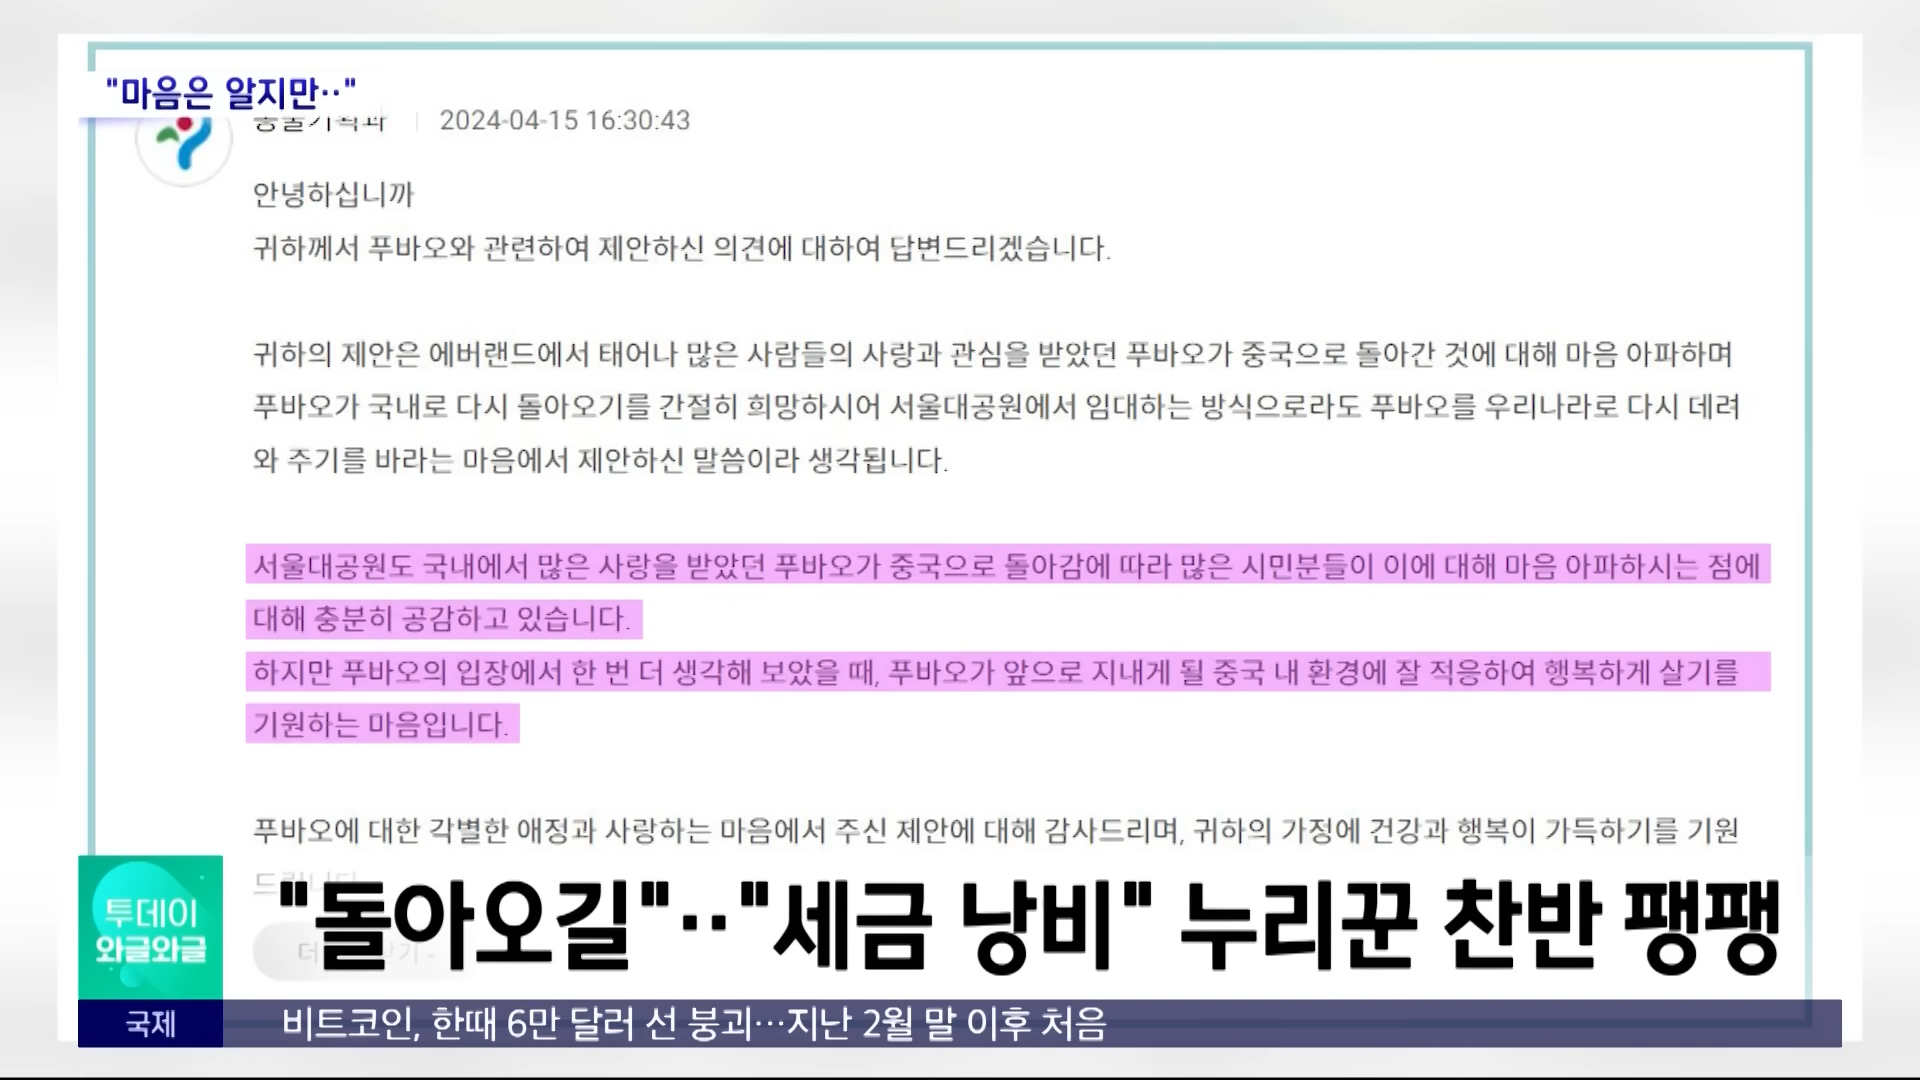 "마음은 알지만‥"
동물기획과 2024-04-15 16:30:43
안녕하십니까
귀하께서 푸바오와 관련하여 제안하신 의견에 대하여 답변드리겠습니다.
귀하의 제안은 에버랜드에서 태어나 많은 사람들의 사랑과 관심을 받았던 푸바오가 중국으로 돌아간 것에 대해 마음 아파하며
푸바오가 국내로 다시 돌아오기를 간절히 희망하시어 서울대공원에서 임대하는 방식으로라도 푸바오를 우리나라로 다시 데려
와 주기를 바라는 마음에서 제안하신 말씀이라 생각됩니다.
서울대공원도 국내에서 많은 사랑을 받았던 푸바오가 중국으로 돌아감에 따라 많은 시민분들이 이에 대해 마음 아파하시는 점에
대해 충분히 공감하고 있습니다.
하지만 푸바오의 입장에서 한 번 더 생각해 보았을 때, 푸바오가 앞으로 지내게 될 중국 내 환경에 잘 적응하여 행복하게 살기를
기원하는 마음입니다.
푸바오에 대한 각별한 애정과 사랑하는 마음에서 주신 제안에 대해 감사드리며, 귀하의 가정에 건강과 행복이 가득하기를 기원
드립니다.
투데이
와글와글
"돌아오길"‥"세금 낭비" 누리꾼 찬반 팽팽
국제
비트코인, 한때 6만 달러 선 붕괴…지난 2월 말 이후 처음